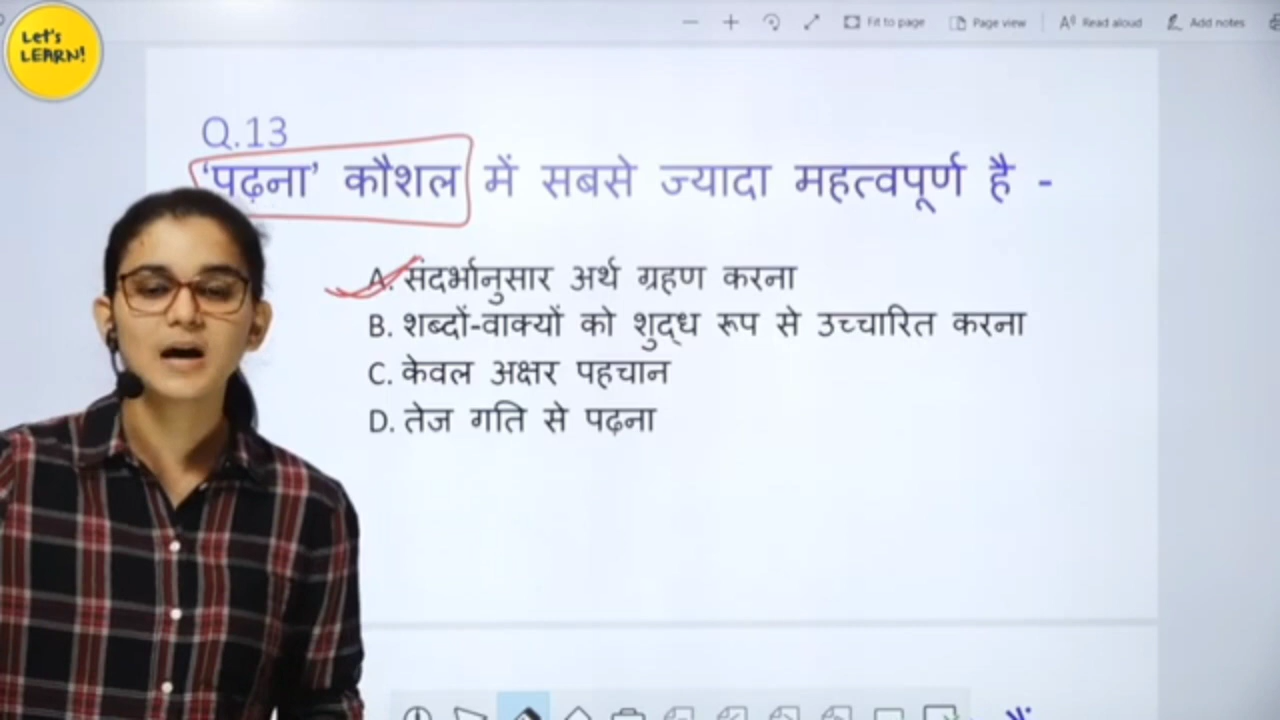 Let's
LEARN!
Fit to page
Page view
Read aloud
Add notes
Q.13
'पढ़ना' कौशल में सबसे ज्यादा महत्वपूर्ण है -
A. संदर्भानुसार अर्थ ग्रहण करना
B. शब्दों-वाक्यों को शुद्ध रूप से उच्चारित करना
C. केवल अक्षर पहचान
D. तेज गति से पढ़ना